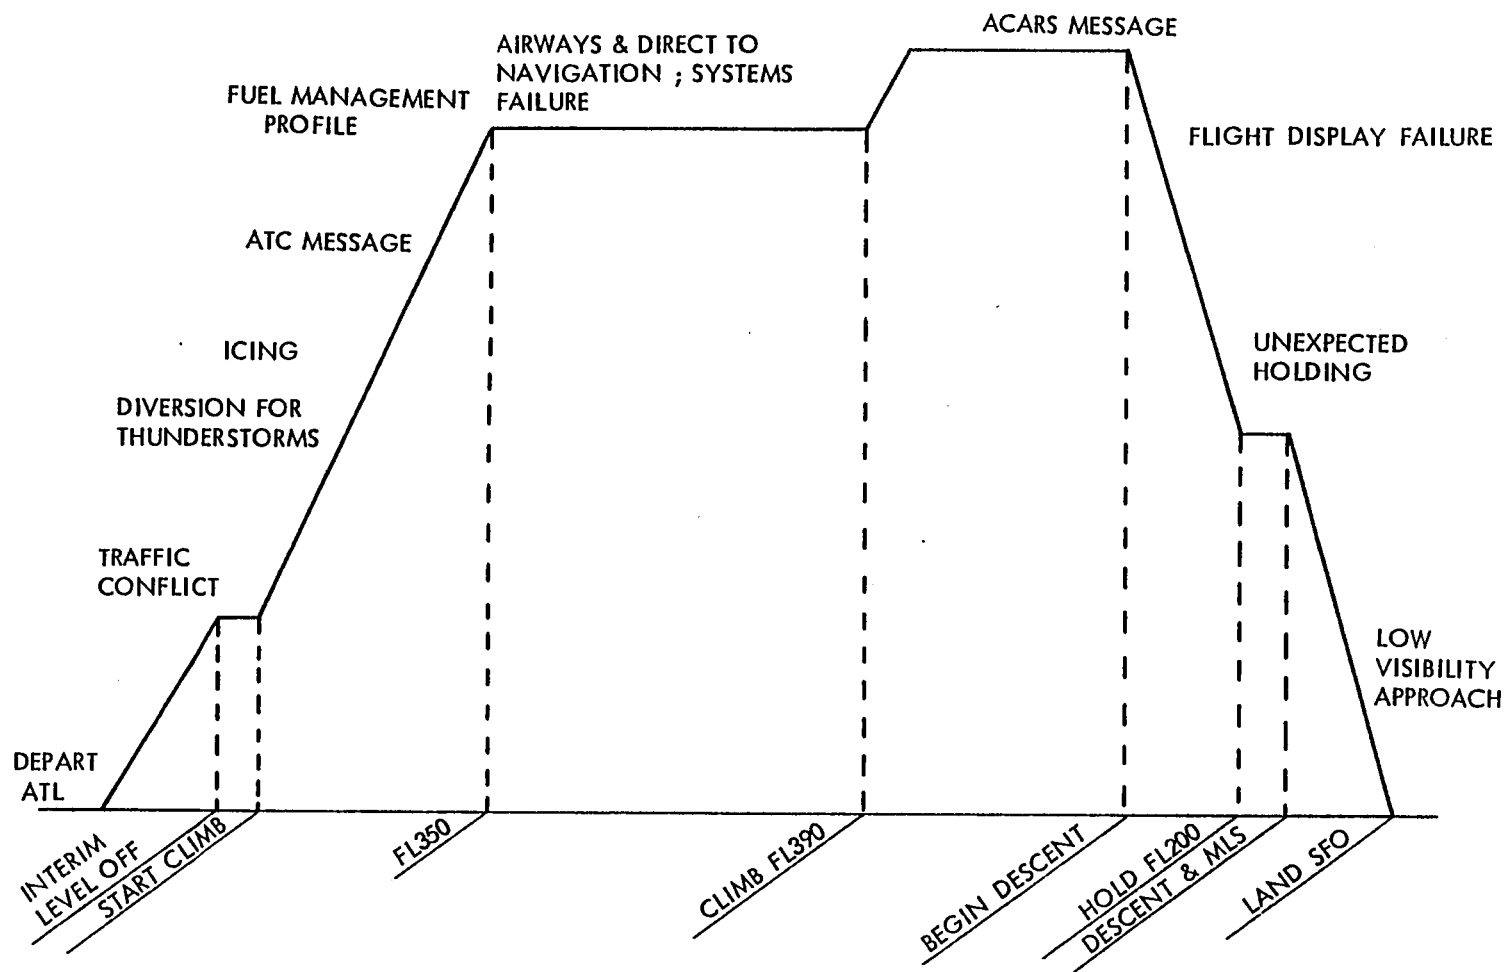 ACARS MESSAGE
AIRWAYS & DIRECT TO
NAVIGATION ; SYSTEMS
FAILURE
FUEL MANAGEMENT
PROFILE
FLIGHT DISPLAY FAILURE
ATC MESSAGE
ICING
UNEXPECTED
HOLDING
DIVERSION FOR
THUNDERSTORMS
TRAFFIC
CONFLICT
LOW
VISIBILITY
APPROACH
DEPART
ATL
INTERIM
LEVEL OFF
START CLIMB
FL350
CLIMB FL390
BEGIN DESCENT
HOLD FL200
DESCENT & MLS
LAND SFO